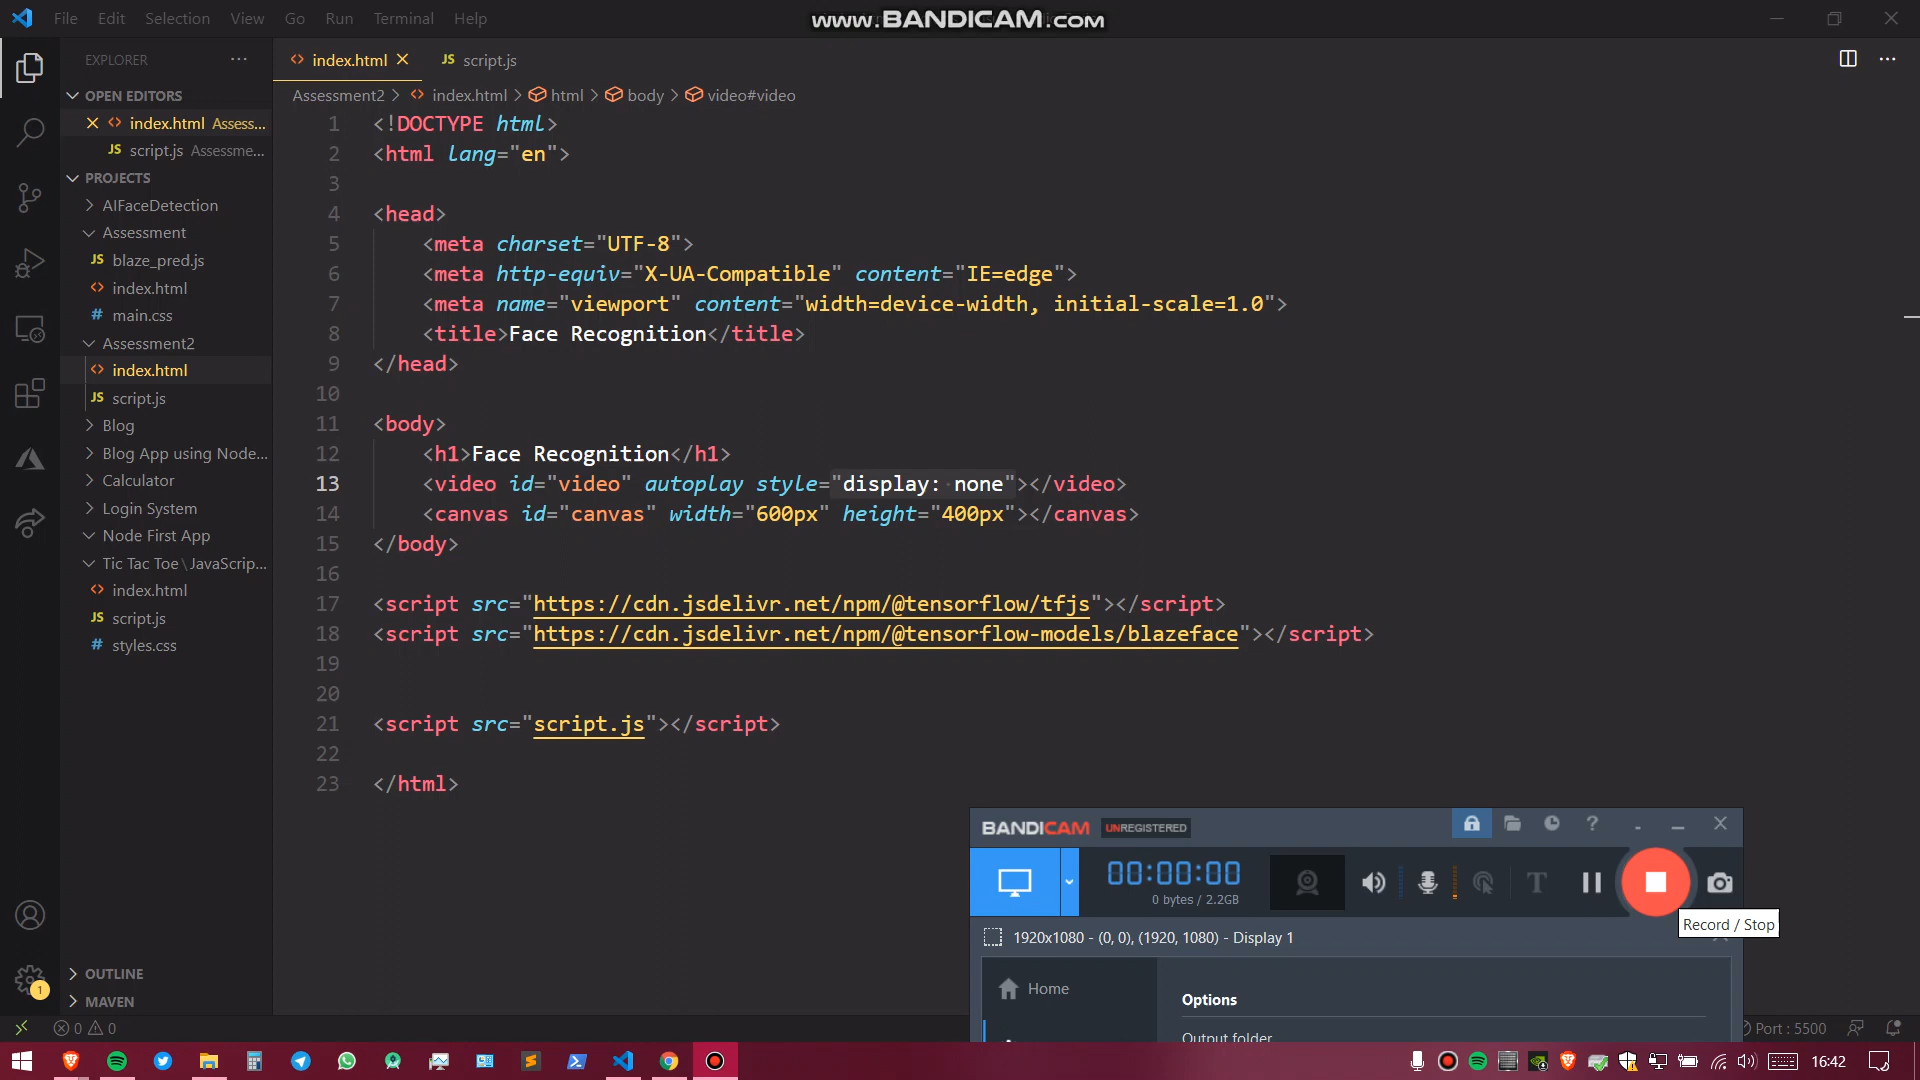 File Edit Selection View Go Run Terminal Help
www.BANDICAM.com
EXPLORER
OPEN EDITORS
index.html Assess...
script.js Assessme...
PROJECTS
AIFaceDetection
Assessment
blaze_pred.js
index.html
main.css
Assessment2
index.html
script.js
Blog
Blog App using Node...
Calculator
Login System
Node First App
Tic Tac Toe\JavaScrip...
index.html
script.js
styles.css
OUTLINE
MAVEN
index.html
script.js
Assessment2 > index.html > html > body > video#video
1 <!DOCTYPE html>
2 <html lang="en">
3
4 <head>
5 <meta charset="UTF-8">
6 <meta http-equiv="X-UA-Compatible" content="IE=edge">
7 <meta name="viewport" content="width=device-width, initial-scale=1.0">
8 <title>Face Recognition</title>
9 </head>
10
11 <body>
12 <h1>Face Recognition</h1>
13 <video id="video" autoplay style="display: none"></video>
14 <canvas id="canvas" width="600px" height="400px"></canvas>
15 </body>
16
17 <script src="https://cdn.jsdelivr.net/npm/@tensorflow/tfjs"></script>
18 <script src="https://cdn.jsdelivr.net/npm/@tensorflow-models/blazeface"></script>
19
20
21 <script src="script.js"></script>
22
23 </html>
BANDICAM UNREGISTERED
00:00:00
0 bytes / 2.2GB
Record / Stop
1920x1080 - (0, 0), (1920, 1080) - Display 1
Home
Options
Output folder
1
0 0
Port : 5500
16:42